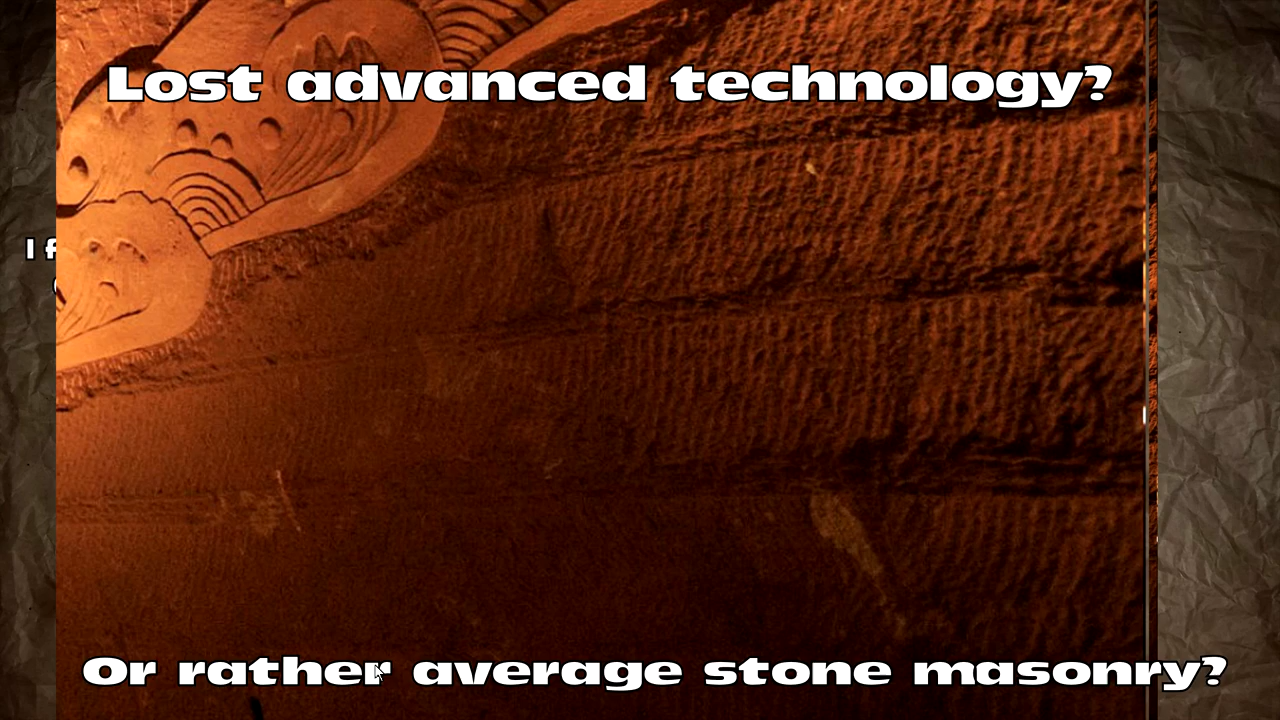 Lost advanced technology?
I f
Or rather average stone masonry?